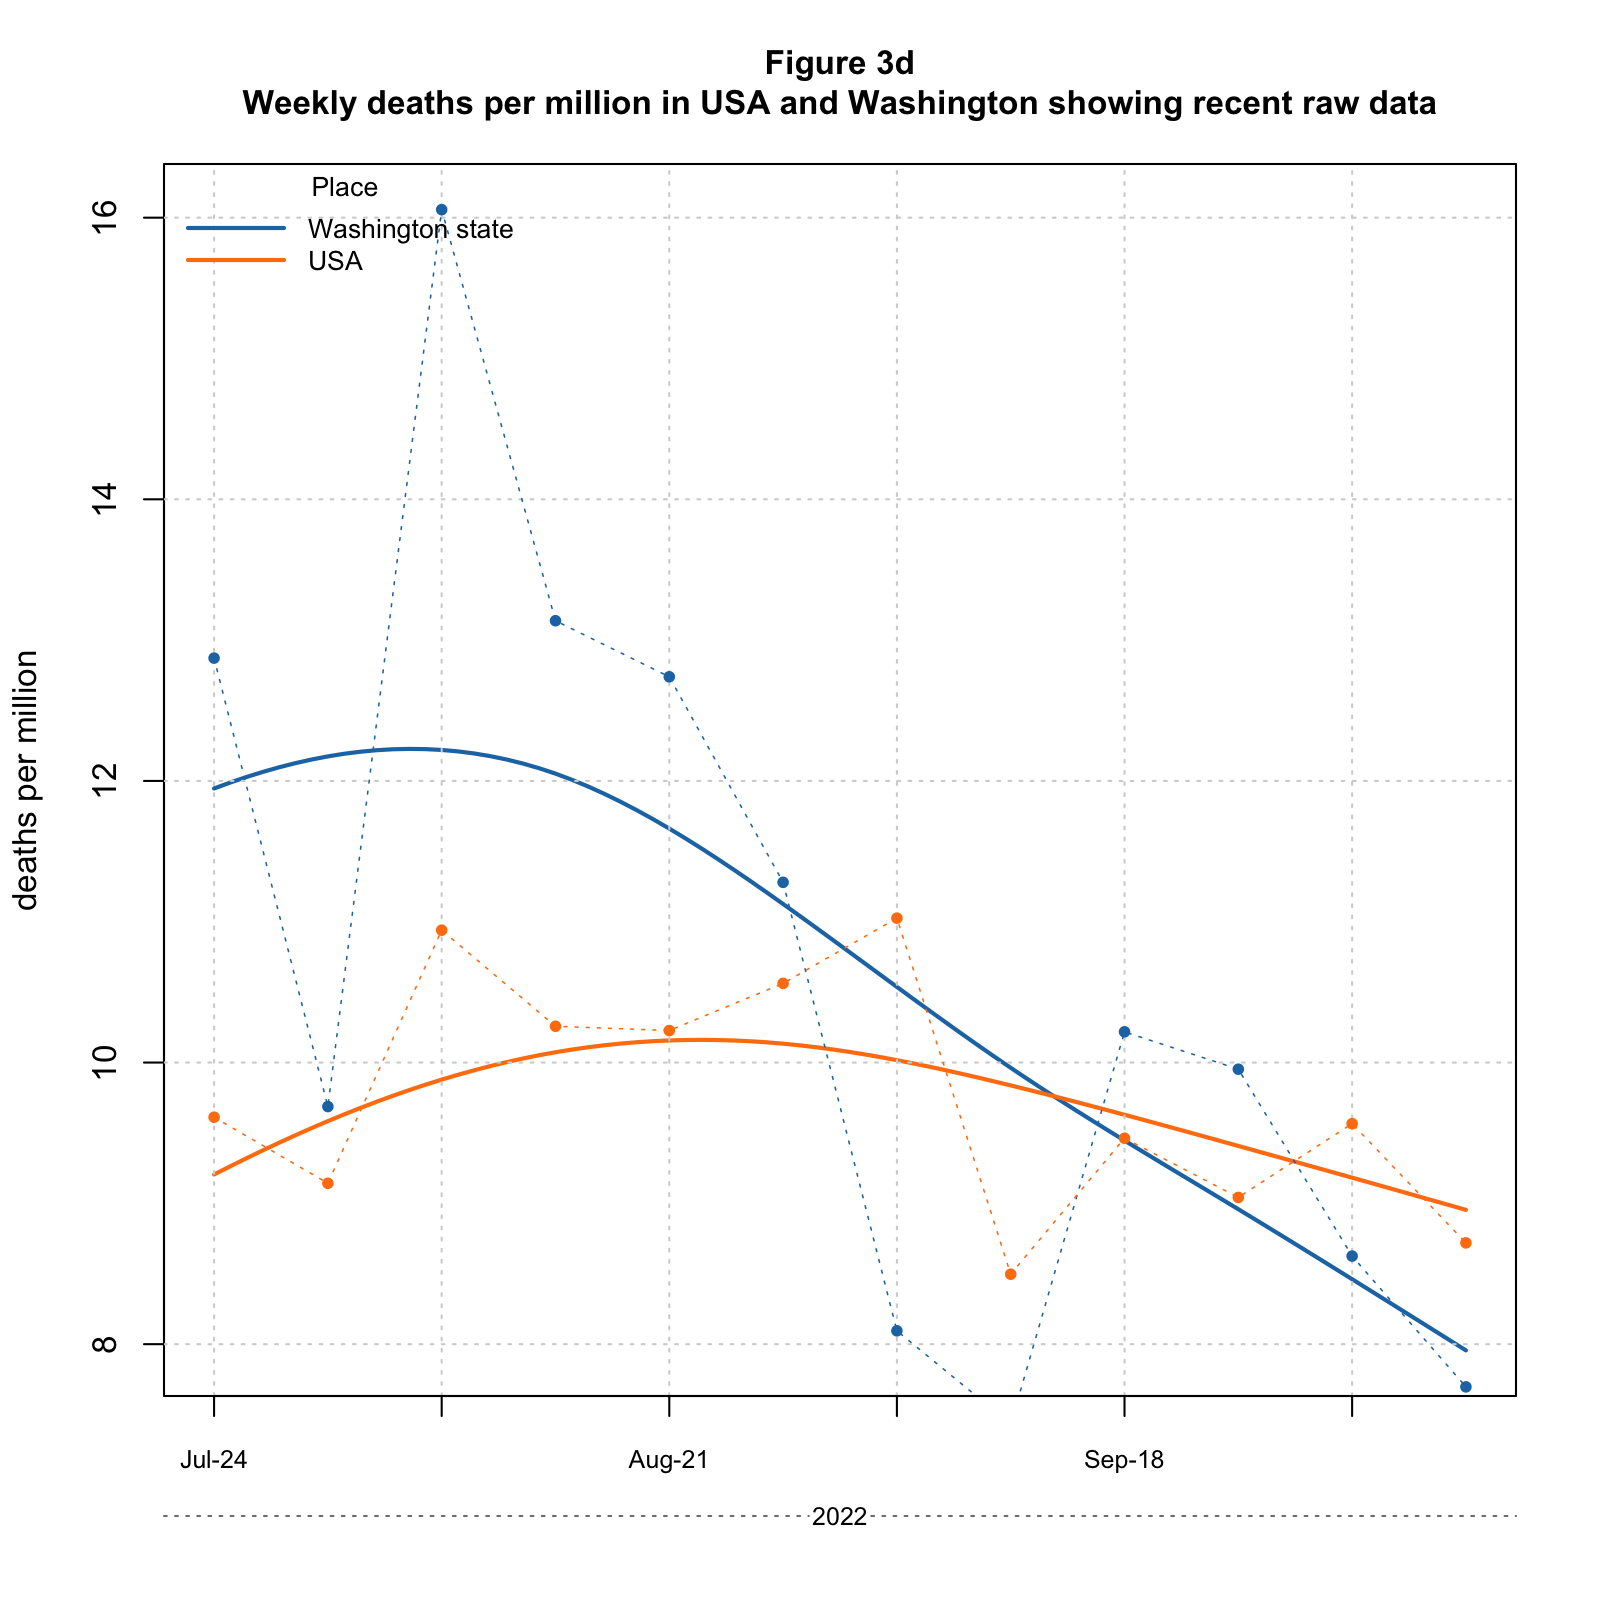 Figure 3d
Weekly deaths per million in USA and Washington showing recent raw data
Place
Washington state
USA
deaths per million
16
14
12
10
8
Jul-24
Aug-21
Sep-18
2022